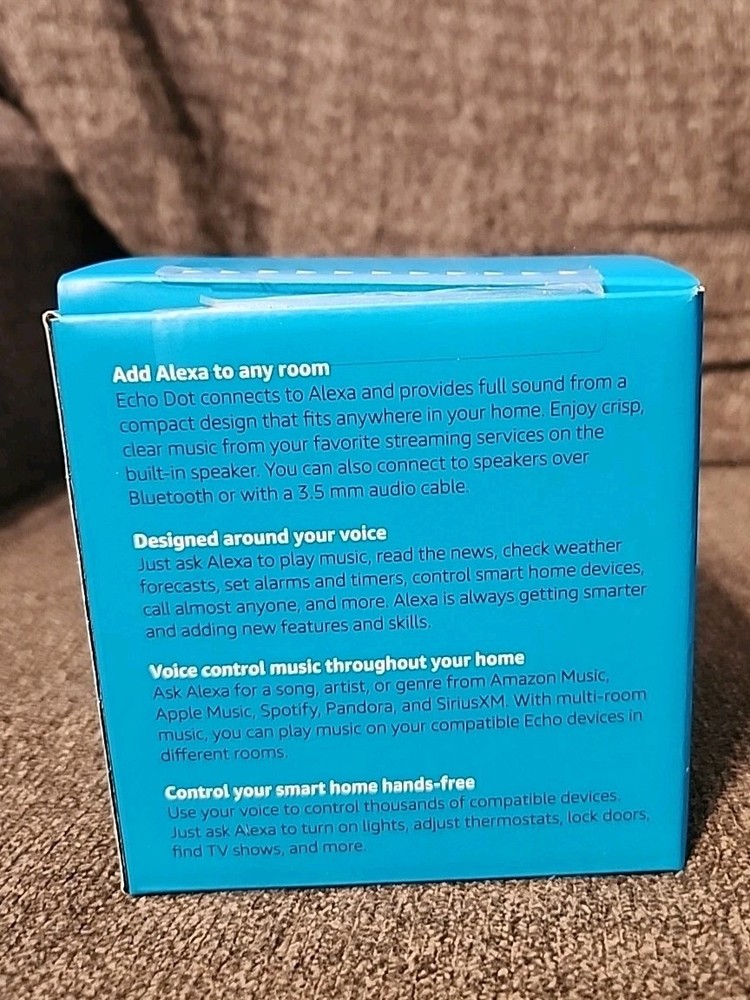 Add Alexa to any room
Echo Dot connects to Alexa and provides full sound from a
compact design that fits anywhere in your home. Enjoy crisp,
clear music from your favorite streaming services on the
built-in speaker. You can also connect to speakers over
Bluetooth or with a 3.5 mm audio cable.
Designed around your voice
Just ask Alexa to play music, read the news, check weather
forecasts, set alarms and timers, control smart home devices,
call almost anyone, and more. Alexa is always getting smarter
and adding new features and skills.
Voice control music throughout your home
Ask Alexa for a song, artist, or genre from Amazon Music,
Apple Music, Spotify, Pandora, and SiriusXM. With multi-room
music, you can play music on your compatible Echo devices in
different rooms.
Control your smart home hands-free
Use your voice to control thousands of compatible devices.
Just ask Alexa to turn on lights, adjust thermostats, lock doors,
find TV shows, and more.